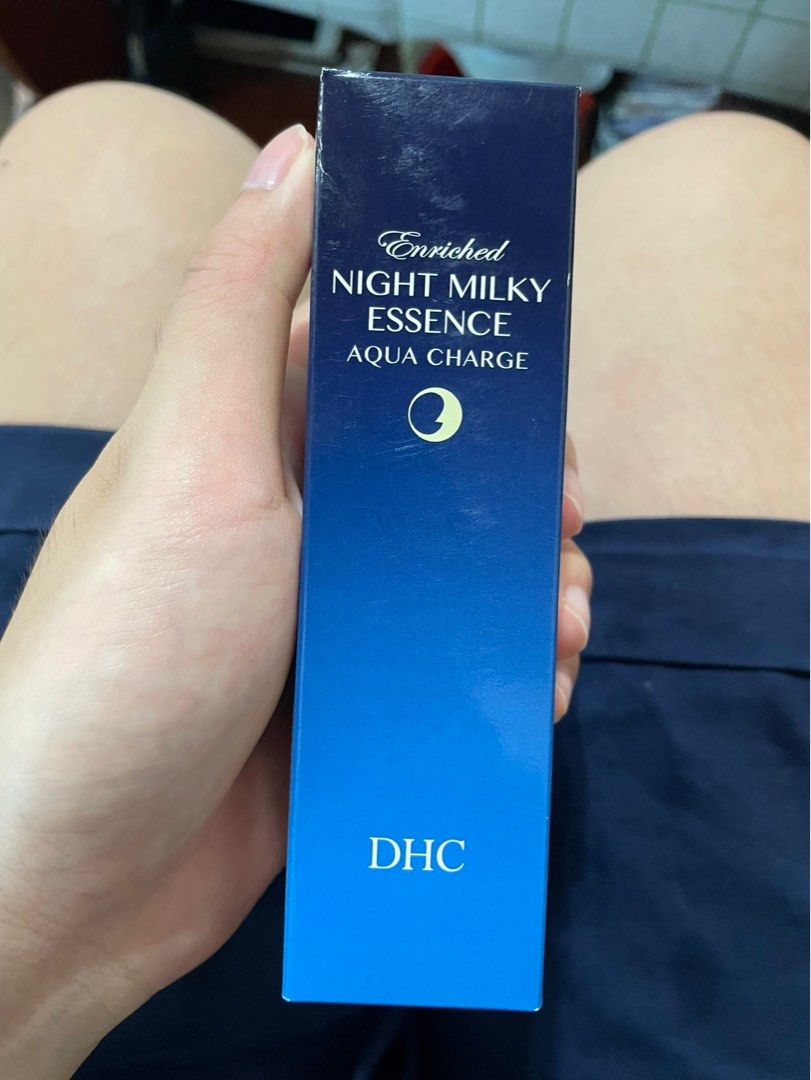 Enriched
NIGHT MILKY
ESSENCE
AQUA CHARGE
DHC